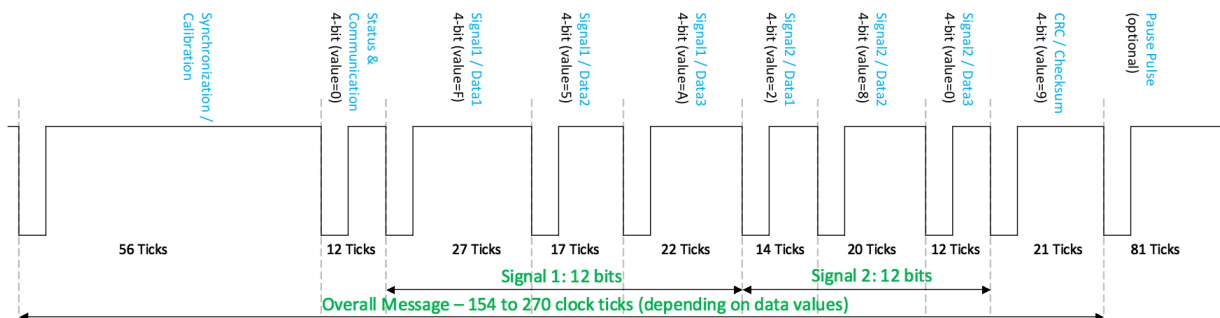 Synchronization /
Calibration
Status &
Communication
4-bit (value=0)
Signal1 / Data1
4-bit (value=F)
Signal1 / Data2
4-bit (value=5)
Signal1 / Data3
4-bit (value=A)
Signal2 / Data1
4-bit (value=2)
Signal2 / Data2
4-bit (value=8)
Signal2 / Data3
4-bit (value=0)
CRC / Checksum
4-bit (value=9)
Pause Pulse
(optional)
56 Ticks
12 Ticks
27 Ticks
17 Ticks
22 Ticks
14 Ticks
20 Ticks
12 Ticks
21 Ticks
81 Ticks
Signal 1: 12 bits
Signal 2: 12 bits
Overall Message – 154 to 270 clock ticks (depending on data values)